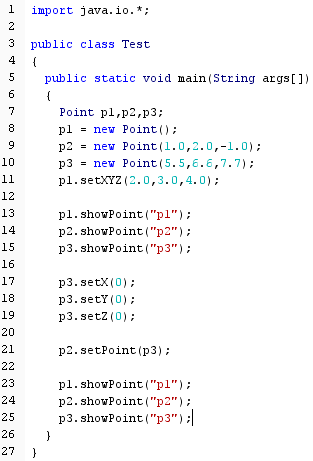 1 import java.io.*;
2
3 public class Test
4 {
5 public static void main(String args[])
6 {
7 Point p1,p2,p3;
8 p1 = new Point();
9 p2 = new Point(1.0,2.0,-1.0);
10 p3 = new Point(5.5,6.6,7.7);
11 p1.setXYZ(2.0,3.0,4.0);
12
13 p1.showPoint("p1");
14 p2.showPoint("p2");
15 p3.showPoint("p3");
16
17 p3.setX(0);
18 p3.setY(0);
19 p3.setZ(0);
20
21 p2.setPoint(p3);
22
23 p1.showPoint("p1");
24 p2.showPoint("p2");
25 p3.showPoint("p3");
26 }
27 }